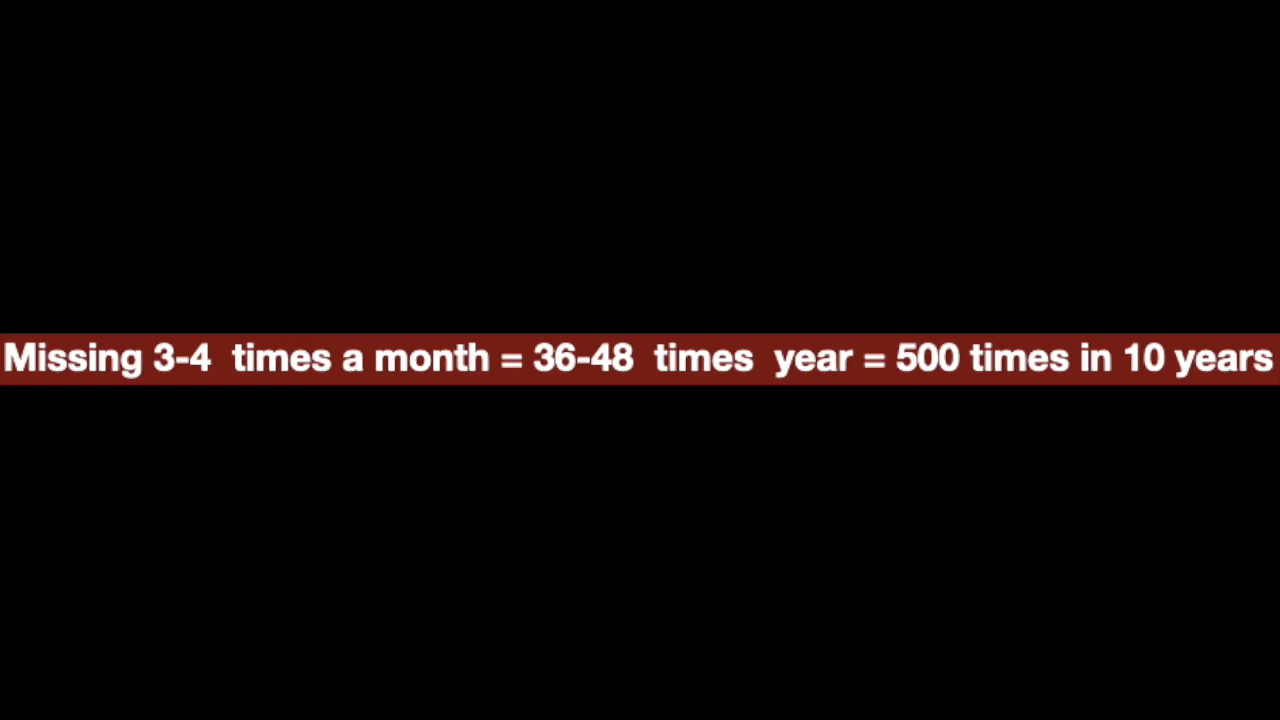 Missing 3-4  times a month = 36-48  times  year = 500 times in 10 years